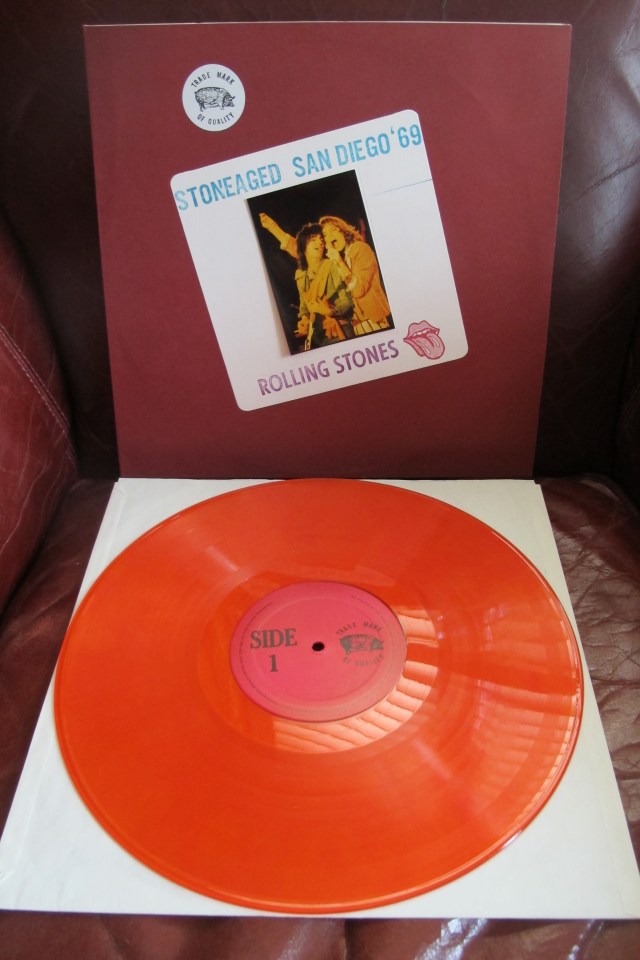 TRADE MARK
OF QUALITY
STONEAGED SAN DIEGO '69
ROLLING STONES
SIDE
1
TRADE MARK
OF QUALITY